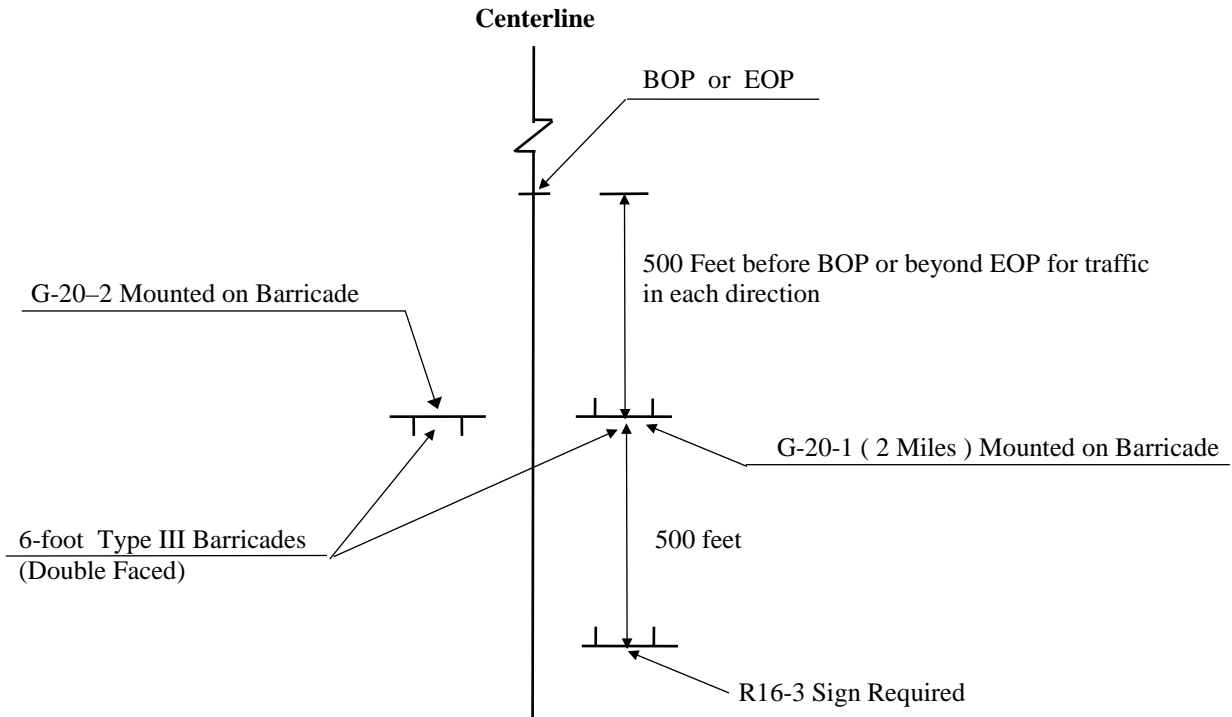 Centerline
BOP or EOP
500 Feet before BOP or beyond EOP for traffic
in each direction
G-20–2 Mounted on Barricade
G-20-1 ( 2 Miles ) Mounted on Barricade
6-foot Type III Barricades
(Double Faced)
500 feet
R16-3 Sign Required